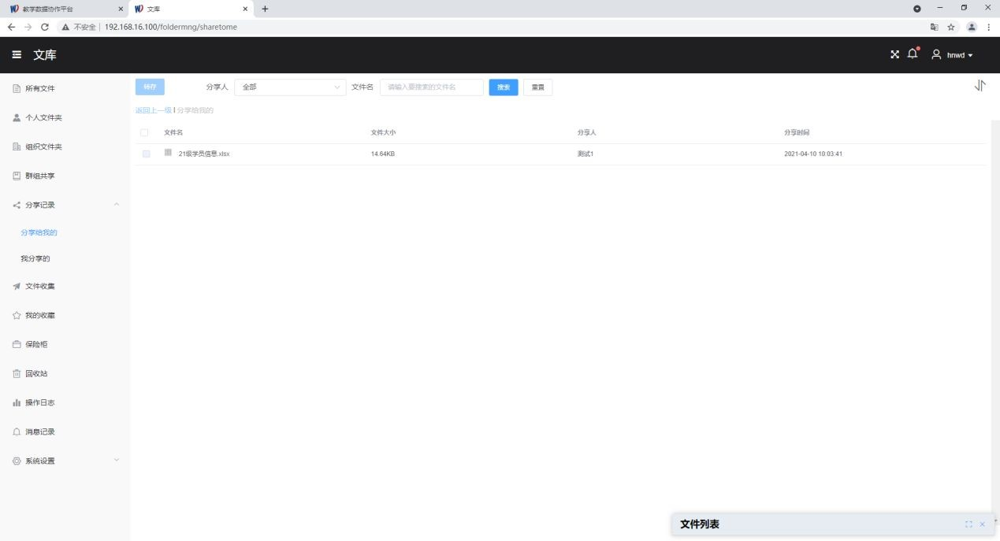 教学数据协作平台
文库
不安全 192.168.16.100/foldermng/sharetome
文库
hnwd
所有文件
个人文件夹
组织文件夹
群组共享
分享记录
分享给我的
我分享的
文件收集
我的收藏
保险柜
回收站
操作日志
消息记录
系统设置
转存 分享人 全部 文件名 请输入要搜索的文件名 搜索 重置
返回上一级 | 分享给我的
文件名 文件大小 分享人 分享时间
21级学员信息.xlsx 14.64KB 测试1 2021-04-10 10:03:41
文件列表